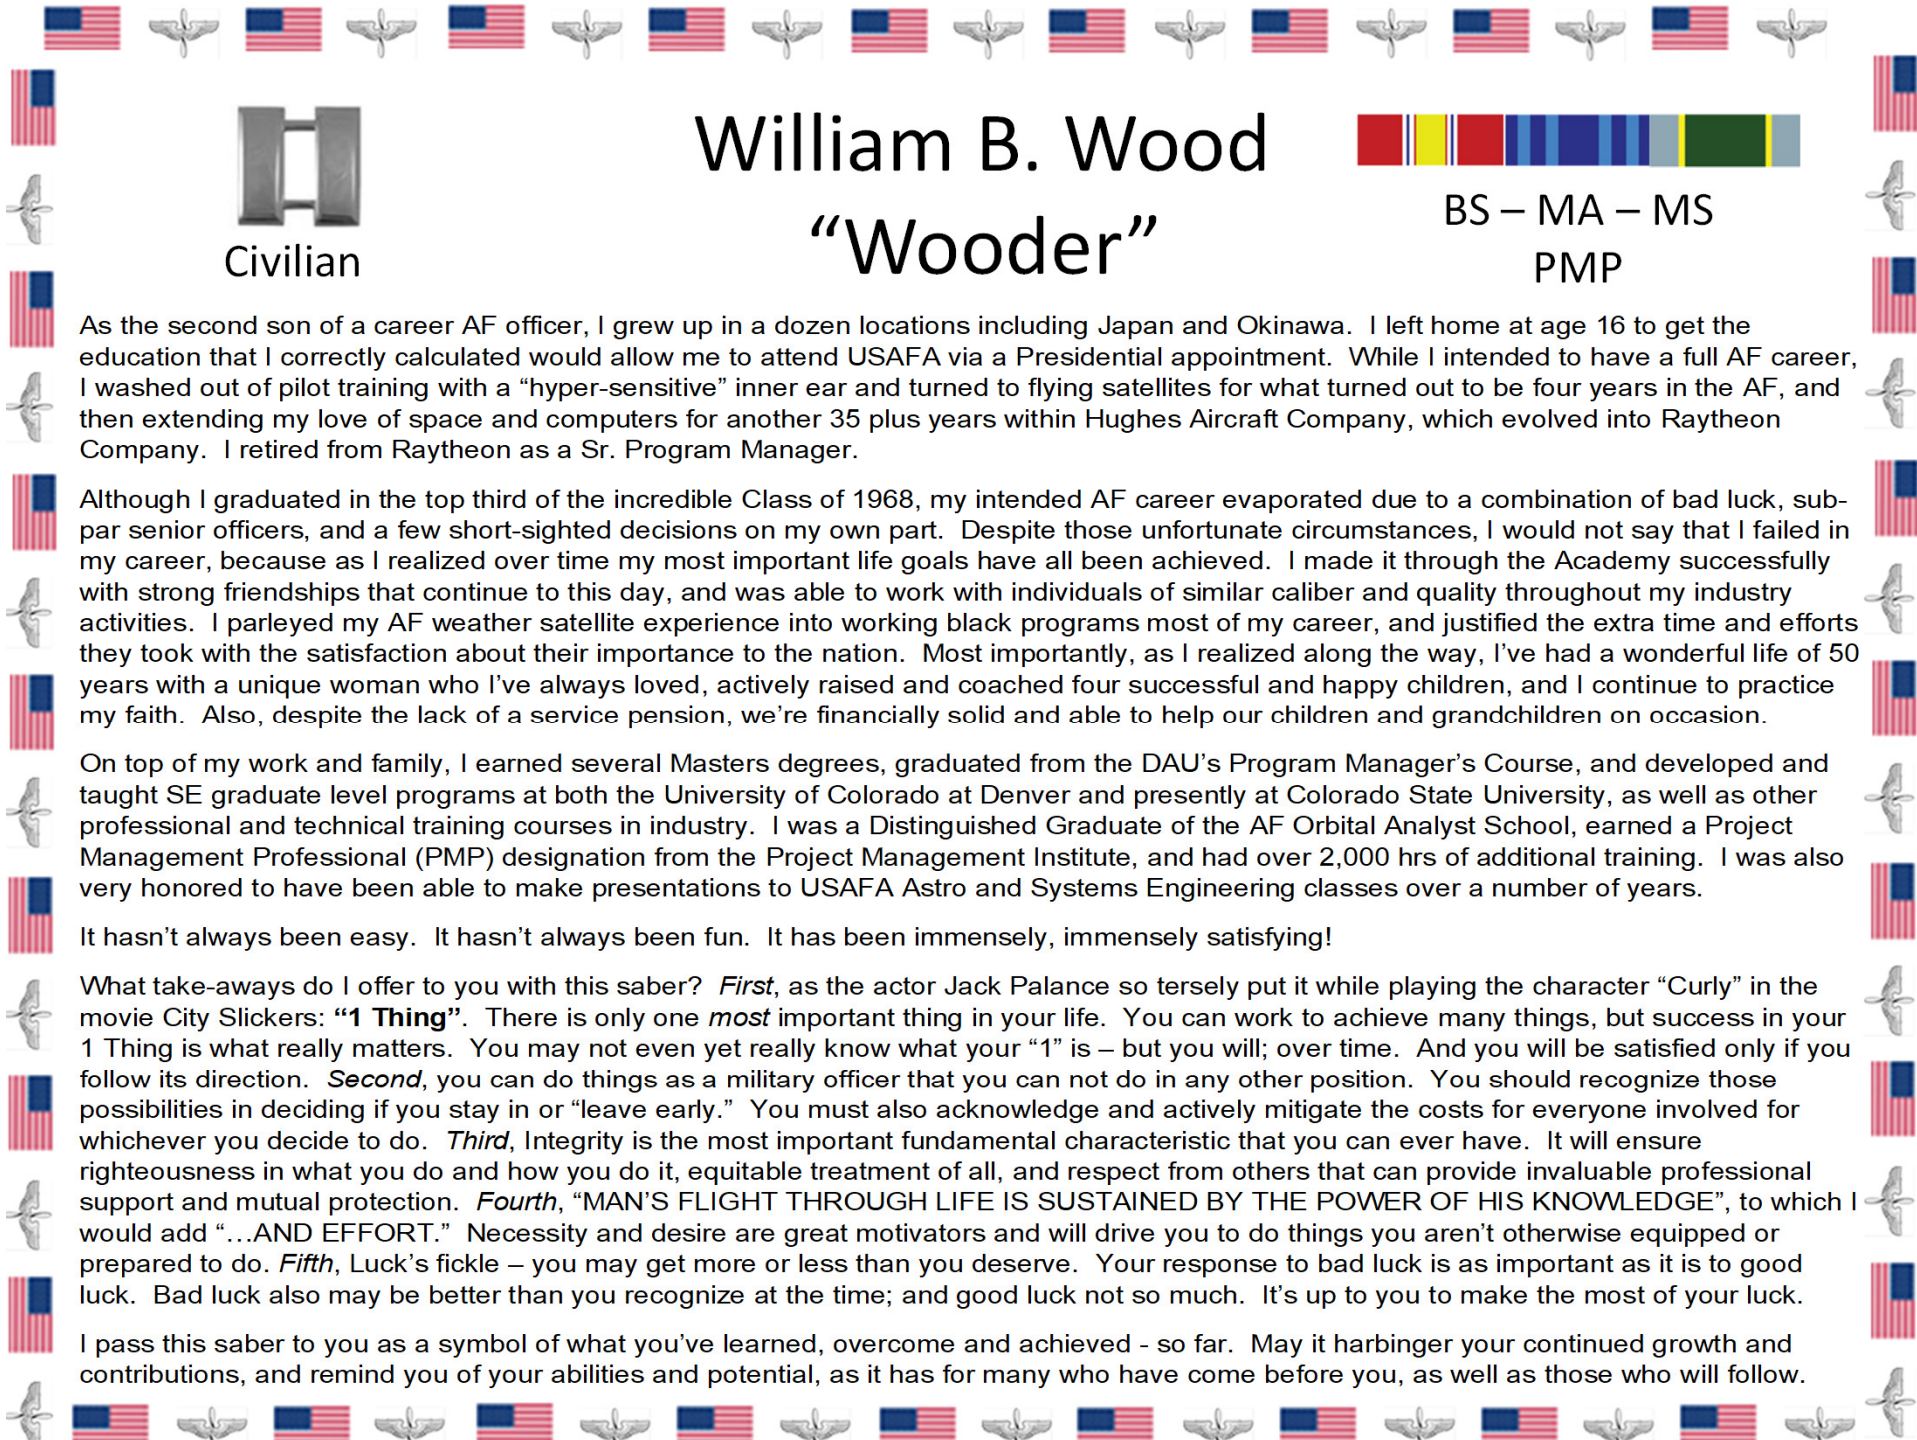 William B. Wood
“Wooder”
Civilian
BS – MA – MS
PMP
As the second son of a career AF officer, I grew up in a dozen locations including Japan and Okinawa.  I left home at age 16 to get the
education that I correctly calculated would allow me to attend USAFA via a Presidential appointment.  While I intended to have a full AF career,
I washed out of pilot training with a “hyper-sensitive” inner ear and turned to flying satellites for what turned out to be four years in the AF, and
then extending my love of space and computers for another 35 plus years within Hughes Aircraft Company, which evolved into Raytheon
Company.  I retired from Raytheon as a Sr. Program Manager.
Although I graduated in the top third of the incredible Class of 1968, my intended AF career evaporated due to a combination of bad luck, sub-
par senior officers, and a few short-sighted decisions on my own part.  Despite those unfortunate circumstances, I would not say that I failed in
my career, because as I realized over time my most important life goals have all been achieved.  I made it through the Academy successfully
with strong friendships that continue to this day, and was able to work with individuals of similar caliber and quality throughout my industry
activities.  I parleyed my AF weather satellite experience into working black programs most of my career, and justified the extra time and efforts
they took with the satisfaction about their importance to the nation.  Most importantly, as I realized along the way, I’ve had a wonderful life of 50
years with a unique woman who I’ve always loved, actively raised and coached four successful and happy children, and I continue to practice
my faith.  Also, despite the lack of a service pension, we’re financially solid and able to help our children and grandchildren on occasion.
On top of my work and family, I earned several Masters degrees, graduated from the DAU’s Program Manager’s Course, and developed and
taught SE graduate level programs at both the University of Colorado at Denver and presently at Colorado State University, as well as other
professional and technical training courses in industry.  I was a Distinguished Graduate of the AF Orbital Analyst School, earned a Project
Management Professional (PMP) designation from the Project Management Institute, and had over 2,000 hrs of additional training.  I was also
very honored to have been able to make presentations to USAFA Astro and Systems Engineering classes over a number of years.
It hasn’t always been easy.  It hasn’t always been fun.  It has been immensely, immensely satisfying!
What take-aways do I offer to you with this saber?  First, as the actor Jack Palance so tersely put it while playing the character “Curly” in the
movie City Slickers: “1 Thing”.  There is only one most important thing in your life.  You can work to achieve many things, but success in your
1 Thing is what really matters.  You may not even yet really know what your “1” is – but you will; over time.  And you will be satisfied only if you
follow its direction.  Second, you can do things as a military officer that you can not do in any other position.  You should recognize those
possibilities in deciding if you stay in or “leave early.”  You must also acknowledge and actively mitigate the costs for everyone involved for
whichever you decide to do.  Third, Integrity is the most important fundamental characteristic that you can ever have.  It will ensure
righteousness in what you do and how you do it, equitable treatment of all, and respect from others that can provide invaluable professional
support and mutual protection.  Fourth, “MAN’S FLIGHT THROUGH LIFE IS SUSTAINED BY THE POWER OF HIS KNOWLEDGE”, to which I
would add “…AND EFFORT.”  Necessity and desire are great motivators and will drive you to do things you aren’t otherwise equipped or
prepared to do. Fifth, Luck’s fickle – you may get more or less than you deserve.  Your response to bad luck is as important as it is to good
luck.  Bad luck also may be better than you recognize at the time; and good luck not so much.  It’s up to you to make the most of your luck.
I pass this saber to you as a symbol of what you’ve learned, overcome and achieved - so far.  May it harbinger your continued growth and
contributions, and remind you of your abilities and potential, as it has for many who have come before you, as well as those who will follow.